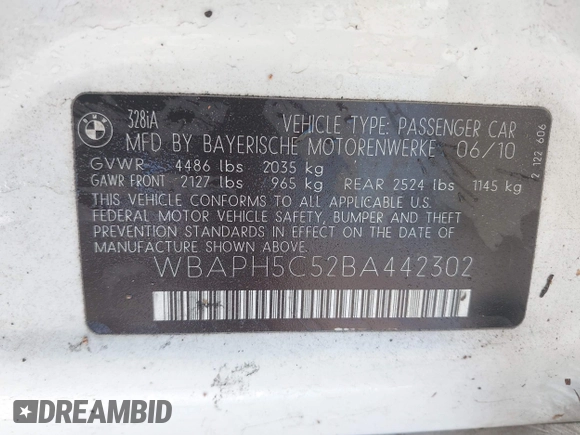 BMW
328iA
VEHICLE TYPE: PASSENGER CAR
MFD BY BAYERISCHE MOTORENWERKE 06/10
GVWR 4486 lbs 2035 kg
GAWR FRONT 2127 lbs 965 kg REAR 2524 lbs 1145 kg
THIS VEHICLE CONFORMS TO ALL APPLICABLE U.S.
FEDERAL MOTOR VEHICLE SAFETY, BUMPER AND THEFT
PREVENTION STANDARDS IN EFFECT ON THE DATE OF
MANUFACTURE SHOWN ABOVE.
WBAPH5C52BA442302
2 122 606
DREAMBID